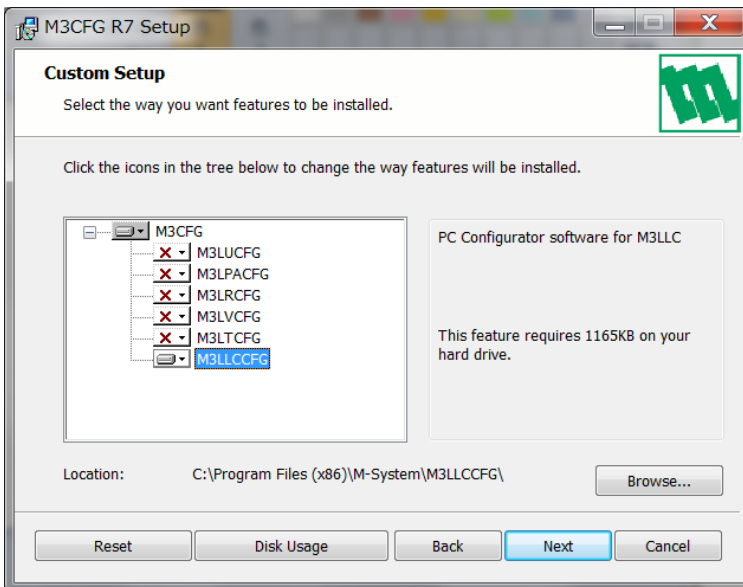 M3CFG R7 Setup
Custom Setup
Select the way you want features to be installed.
Click the icons in the tree below to change the way features will be installed.
M3CFG
M3LUCFG
M3LPACFG
M3LRCFG
M3LVCFG
M3LTCFG
M3LLCCFG
PC Configurator software for M3LLC
This feature requires 1165KB on your
hard drive.
Location: C:\Program Files (x86)\M-System\M3LLCCFG\
Browse...
Reset Disk Usage Back Next Cancel